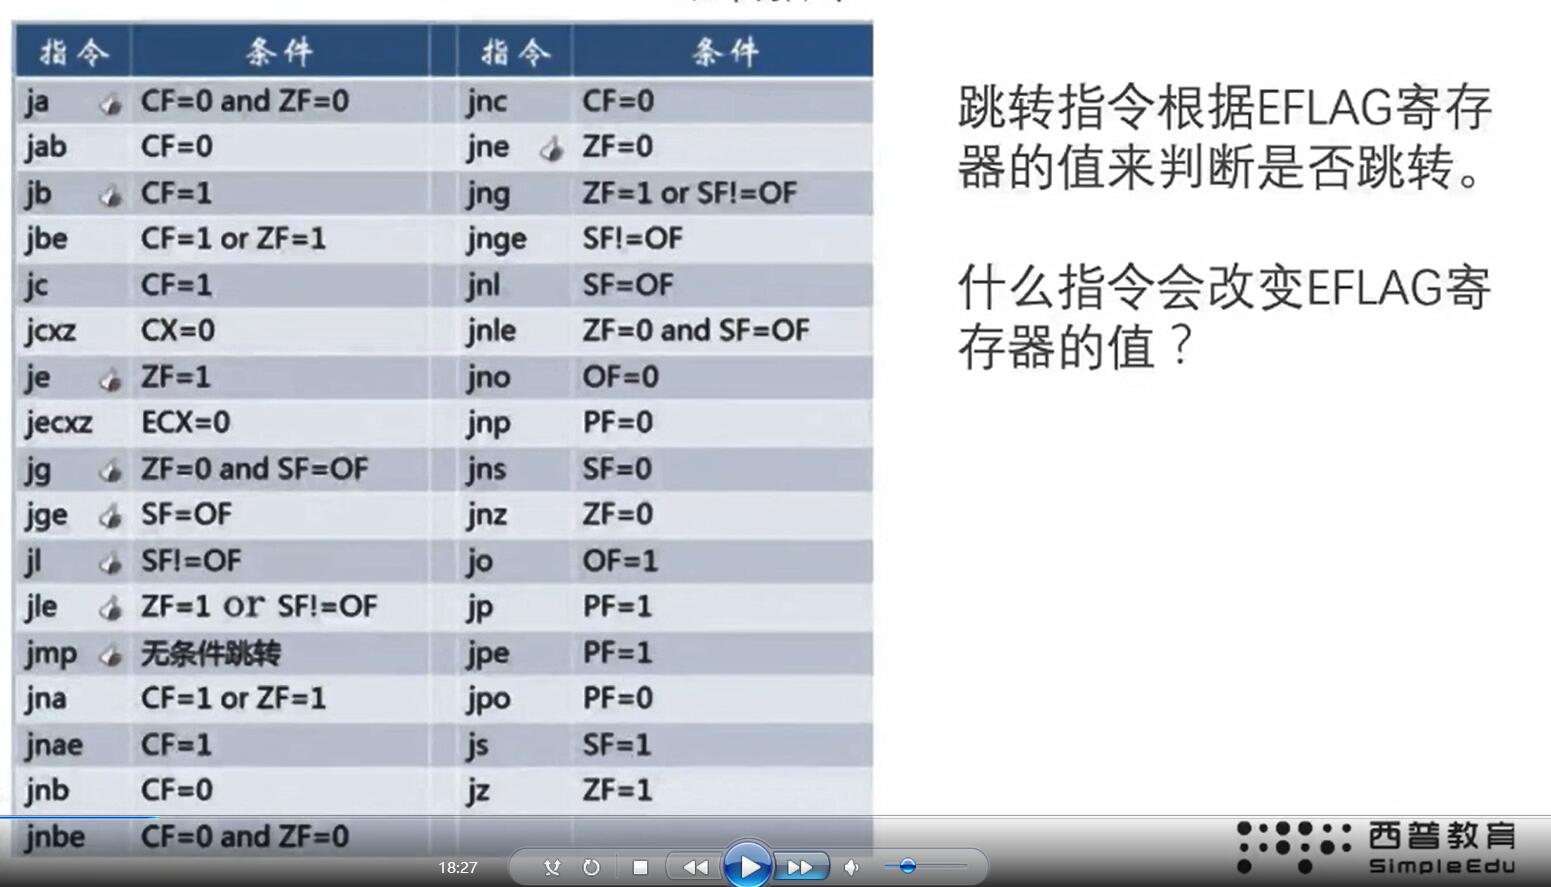 指令 条件 指令 条件
ja CF=0 and ZF=0 jnc CF=0
jab CF=0 jne ZF=0
jb CF=1 jng ZF=1 or SF!=OF
jbe CF=1 or ZF=1 jnge SF!=OF
jc CF=1 jnl SF=OF
jcxz CX=0 jnle ZF=0 and SF=OF
je ZF=1 jno OF=0
jecxz ECX=0 jnp PF=0
jg ZF=0 and SF=OF jns SF=0
jge SF=OF jnz ZF=0
jl SF!=OF jo OF=1
jle ZF=1 or SF!=OF jp PF=1
jmp 无条件跳转 jpe PF=1
jna CF=1 or ZF=1 jpo PF=0
jnae CF=1 js SF=1
jnb CF=0 jz ZF=1
jnbe CF=0 and ZF=0
跳转指令根据EFLAG寄存
器的值来判断是否跳转。
什么指令会改变EFLAG寄
存器的值？
西普教育
SimpleEdu
18:27